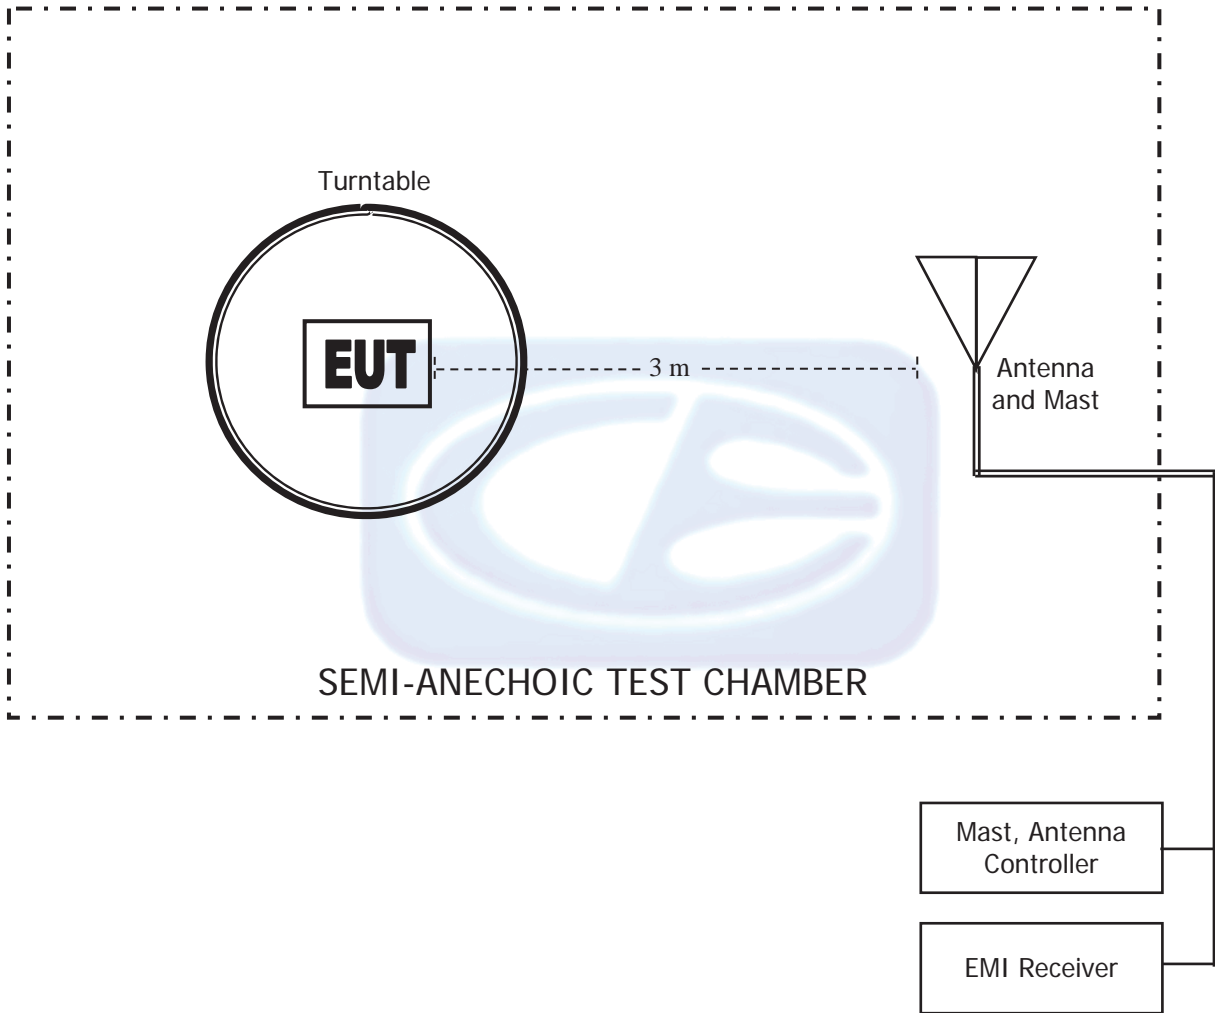 Turntable
EUT
3 m
Antenna
and Mast
SEMI-ANECHOIC TEST CHAMBER
Mast, Antenna
Controller
EMI Receiver